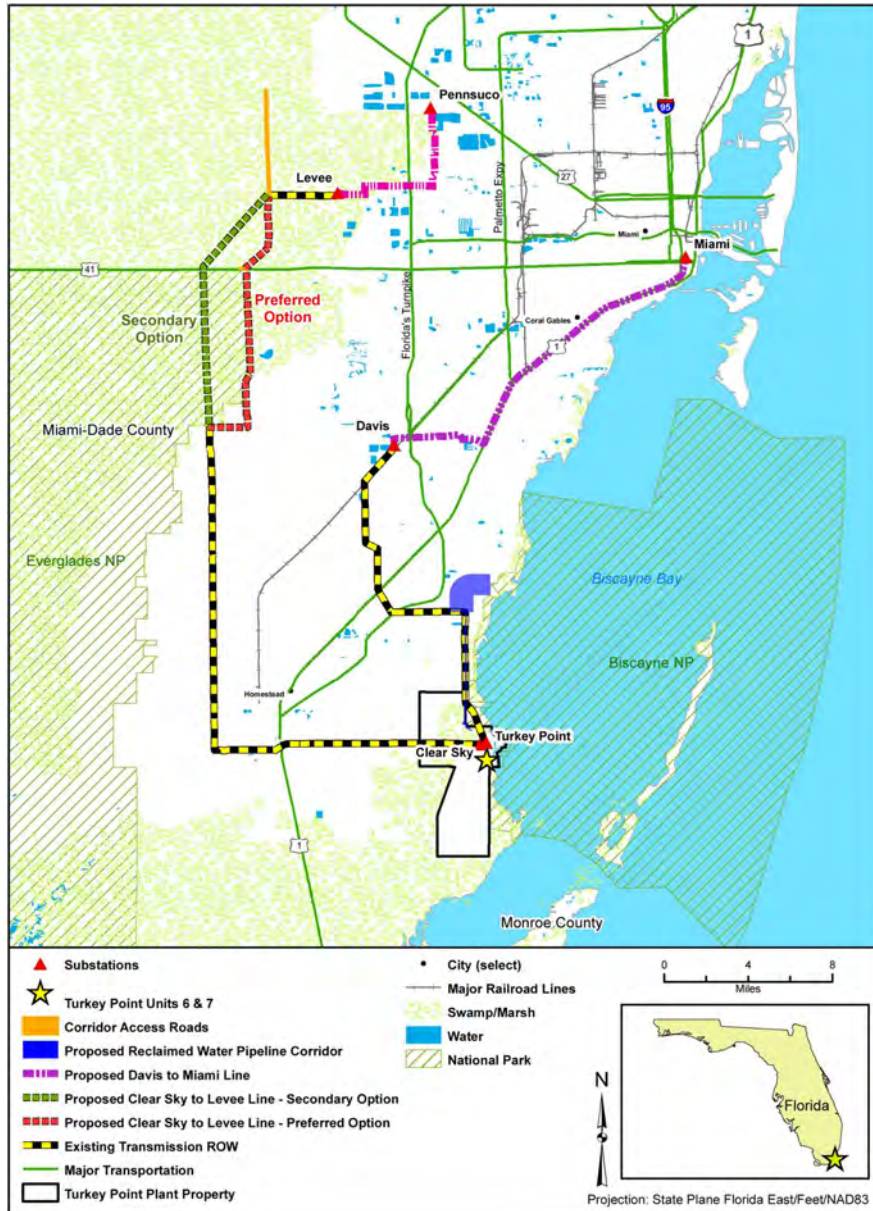 1
Pennsuco
95
Levee
27
Palmetto Expy
Miami
Miami
41
Florida's Turnpike
Preferred
Option
Secondary
Option
Coral Gables
1
Miami-Dade County
Davis
Everglades NP
Biscayne Bay
Biscayne NP
Homestead
Turkey Point
Clear Sky
1
Monroe County
Substations
Turkey Point Units 6 & 7
Corridor Access Roads
Proposed Reclaimed Water Pipeline Corridor
Proposed Davis to Miami Line
Proposed Clear Sky to Levee Line - Secondary Option
Proposed Clear Sky to Levee Line - Preferred Option
Existing Transmission ROW
Major Transportation
Turkey Point Plant Property
City (select)
Major Railroad Lines
Swamp/Marsh
Water
National Park
0 4 8
Miles
N
Florida
Projection: State Plane Florida East/Feet/NAD83